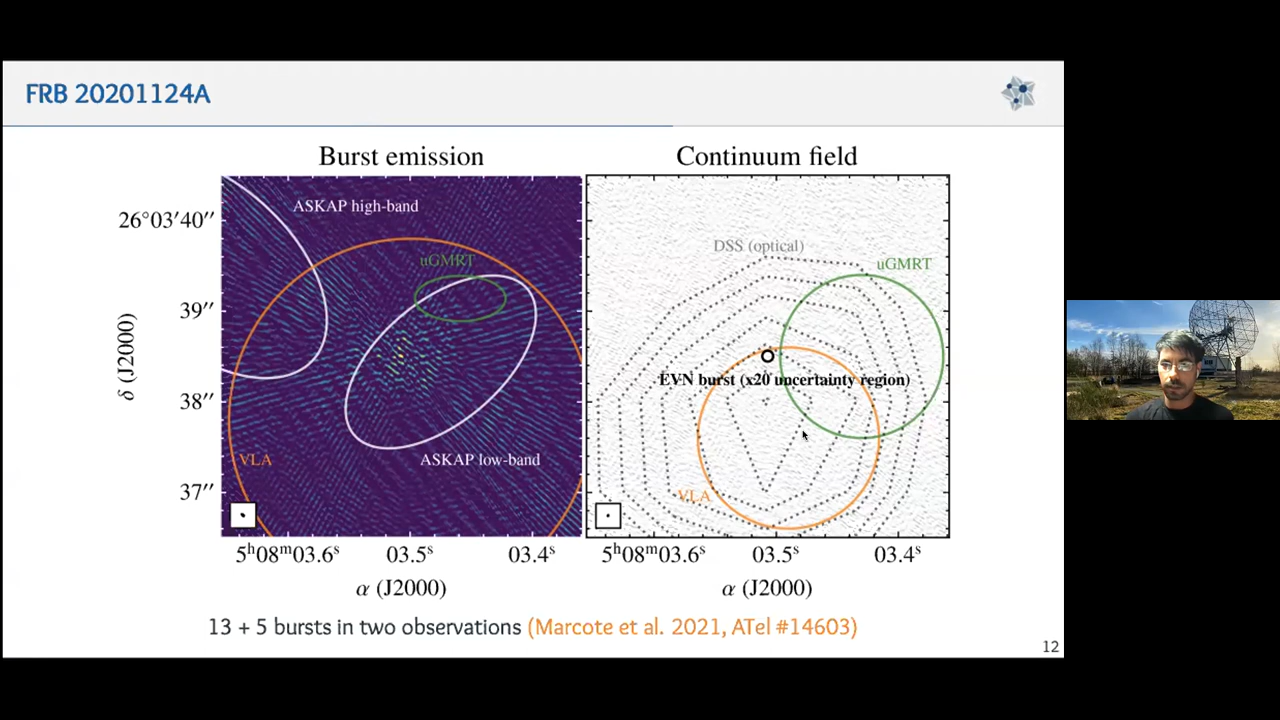 FRB 20201124A
Burst emission
Continuum field
ASKAP high-band
uGMRT
ASKAP low-band
VLA
26°03′40′′
39′′
38′′
37′′
δ (J2000)
5ʰ08ᵐ03.6ˢ
03.5ˢ
03.4ˢ
α (J2000)
DSS (optical)
uGMRT
EVN burst (x20 uncertainty region)
VLA
5ʰ08ᵐ03.6ˢ
03.5ˢ
03.4ˢ
α (J2000)
13 + 5 bursts in two observations (Marcote et al. 2021, ATel #14603)
12